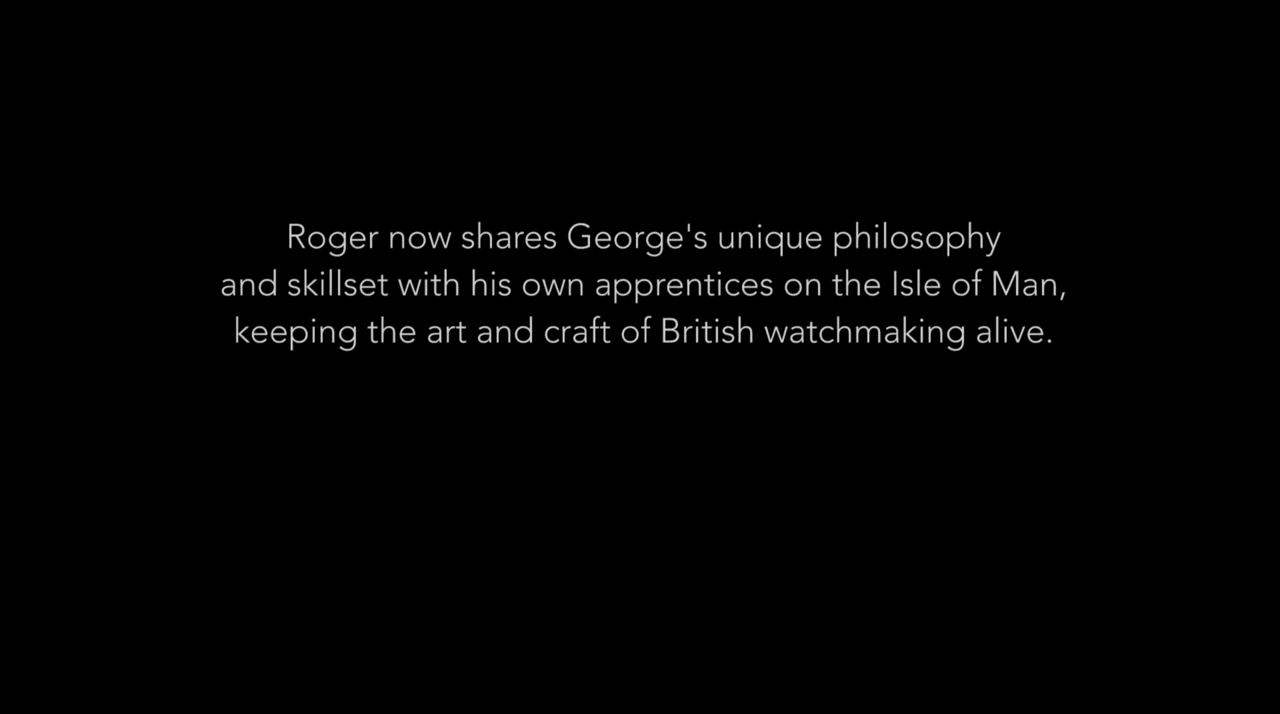 Roger now shares George's unique philosophy
and skillset with his own apprentices on the Isle of Man,
keeping the art and craft of British watchmaking alive.